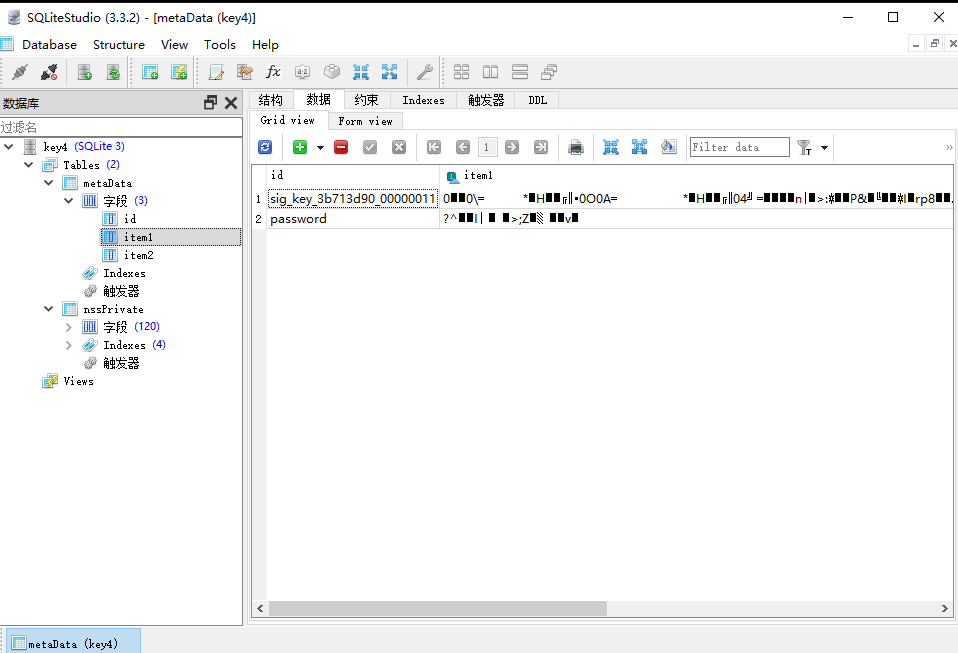 SQLiteStudio (3.3.2) - [metaData (key4)]
Database Structure View Tools Help
数据库
过滤名
key4 (SQLite 3)
Tables (2)
metaData
字段 (3)
id
item1
item2
Indexes
触发器
nssPrivate
字段 (120)
Indexes (4)
触发器
Views
结构 数据 约束 Indexes 触发器 DDL
Grid view Form view
1 Filter data
id item1
1 sig_key_3b713d90_00000011
2 password
metaData (key4)